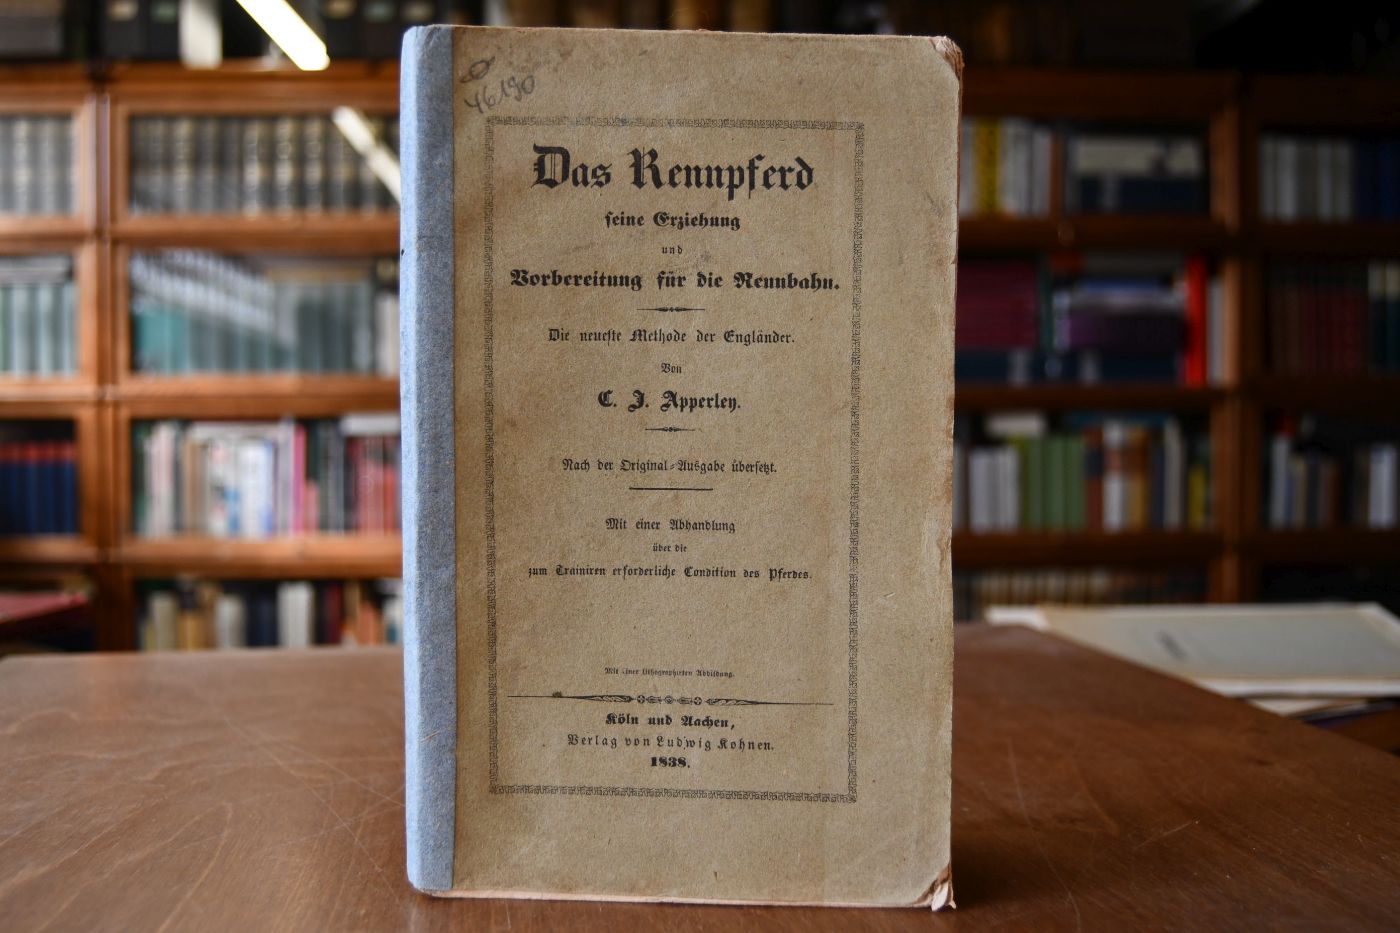 46190
Das Rennpferd
seine Erziehung
und
Vorbereitung für die Rennbahn.
Die neueste Methode der Engländer.
Von
C. J. Apperley.
Nach der Original-Ausgabe übersetzt.
Mit einer Abhandlung
über die
zum Trainiren erforderliche Condition des Pferdes.
Mit einer lithographirten Abbildung.
Köln und Aachen,
Verlag von Ludwig Kohnen.
1838.